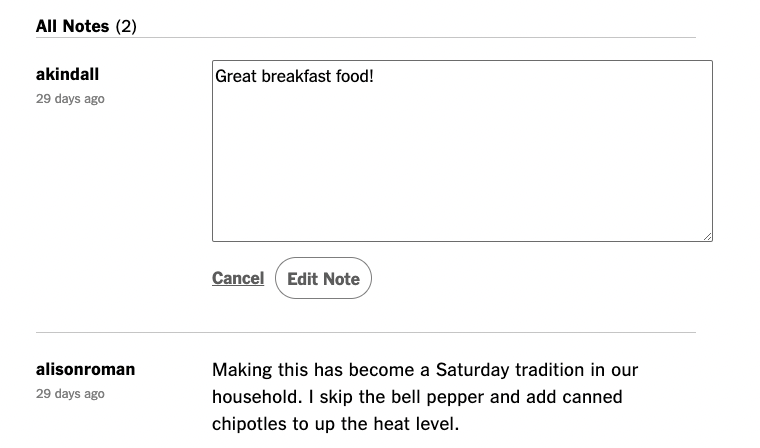 All Notes (2)
akindall
29 days ago
Great breakfast food!
Cancel
Edit Note
alisonroman
29 days ago
Making this has become a Saturday tradition in our
household. I skip the bell pepper and add canned
chipotles to up the heat level.